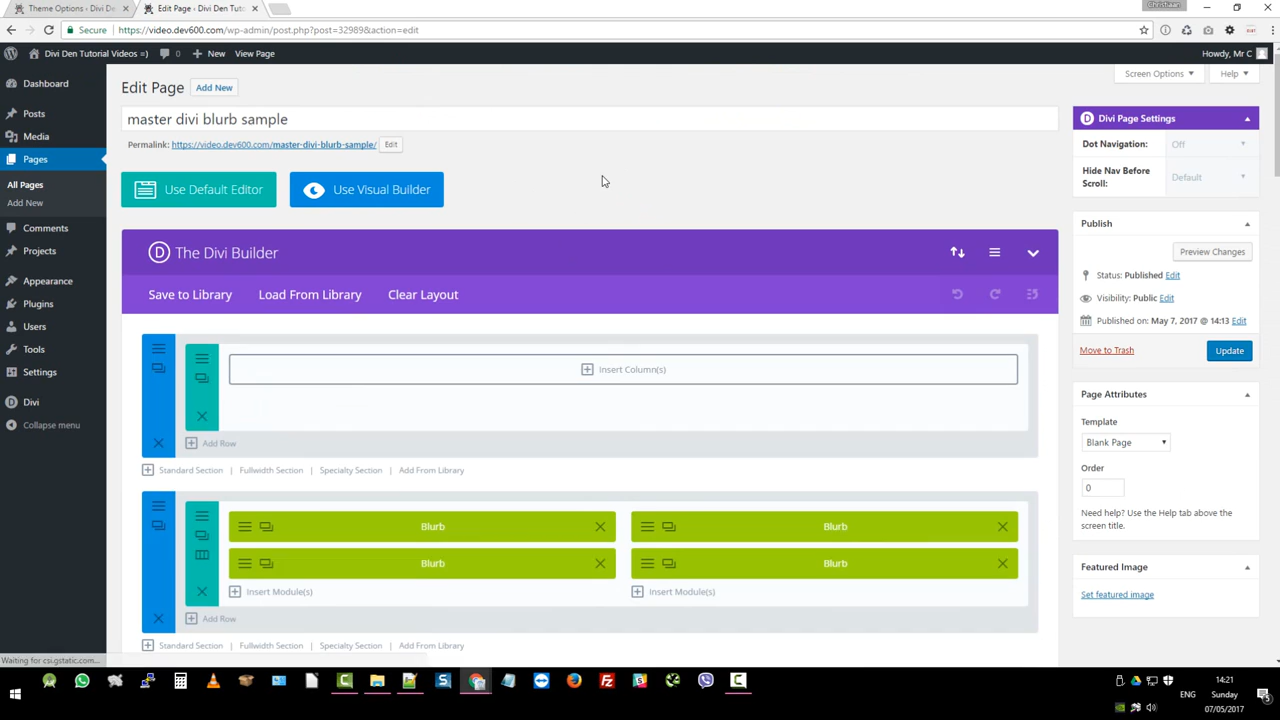 Theme Options ‹ Divi De
Edit Page ‹ Divi Den Tuto
Christiaan
Secure
https://video.dev600.com/wp-admin/post.php?post=32989&action=edit
Divi Den Tutorial Videos =)
0
New
View Page
Howdy, Mr C
Dashboard
Posts
Media
Pages
All Pages
Add New
Comments
Projects
Appearance
Plugins
Users
Tools
Settings
Divi
Collapse menu
Edit Page
Add New
Screen Options
Help
master divi blurb sample
Permalink: https://video.dev600.com/master-divi-blurb-sample/
Edit
Use Default Editor
Use Visual Builder
The Divi Builder
Save to Library
Load From Library
Clear Layout
Insert Column(s)
Add Row
Standard Section | Fullwidth Section | Specialty Section | Add From Library
Blurb
Blurb
Blurb
Blurb
Insert Module(s)
Insert Module(s)
Add Row
Standard Section | Fullwidth Section | Specialty Section | Add From Library
Divi Page Settings
Dot Navigation:
Off
Hide Nav Before
Scroll:
Default
Publish
Preview Changes
Status: Published Edit
Visibility: Public Edit
Published on: May 7, 2017 @ 14:13 Edit
Move to Trash
Update
Page Attributes
Template
Blank Page
Order
0
Need help? Use the Help tab above the
screen title.
Featured Image
Set featured image
Waiting for csi.gstatic.com...
ENG
14:21
Sunday
07/05/2017